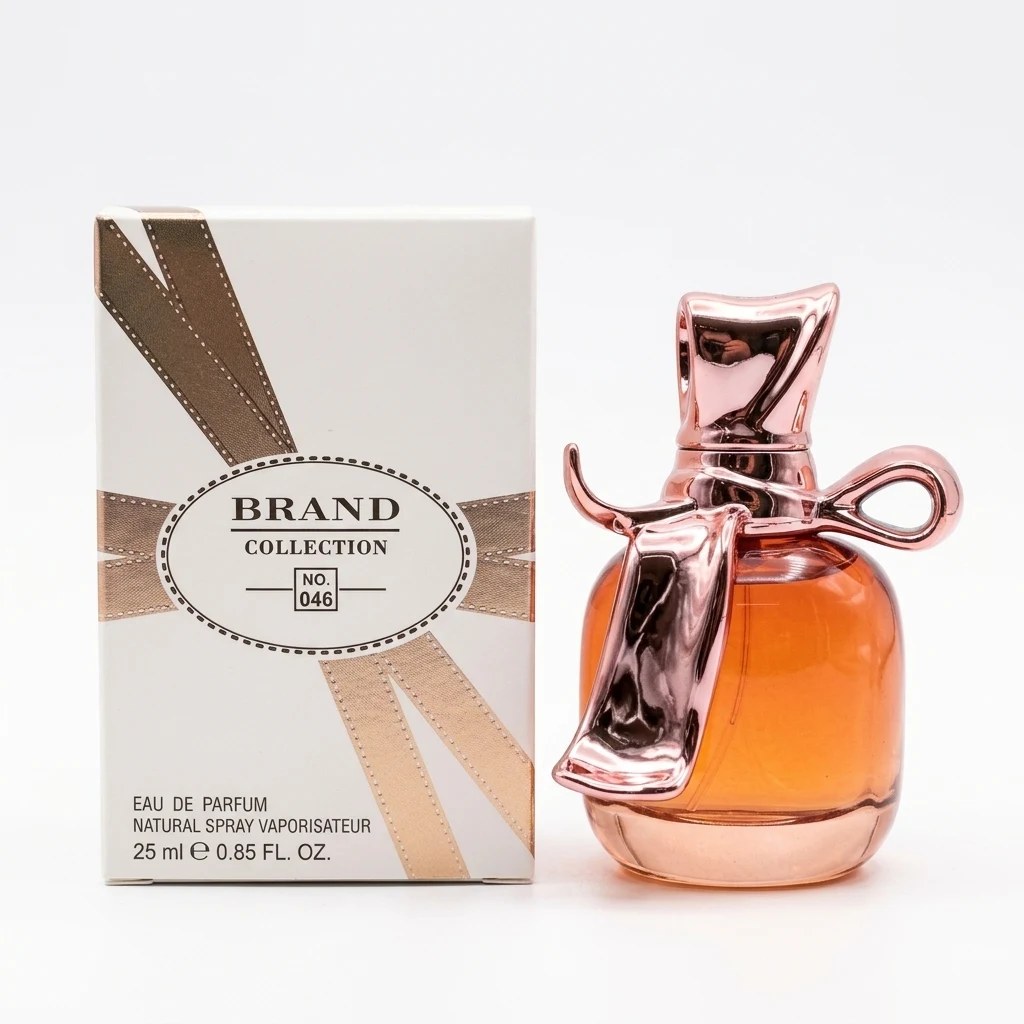 BRAND
COLLECTION
NO.
046
EAU DE PARFUM
NATURAL SPRAY VAPORISATEUR
25 ml ℮ 0.85 FL. OZ.